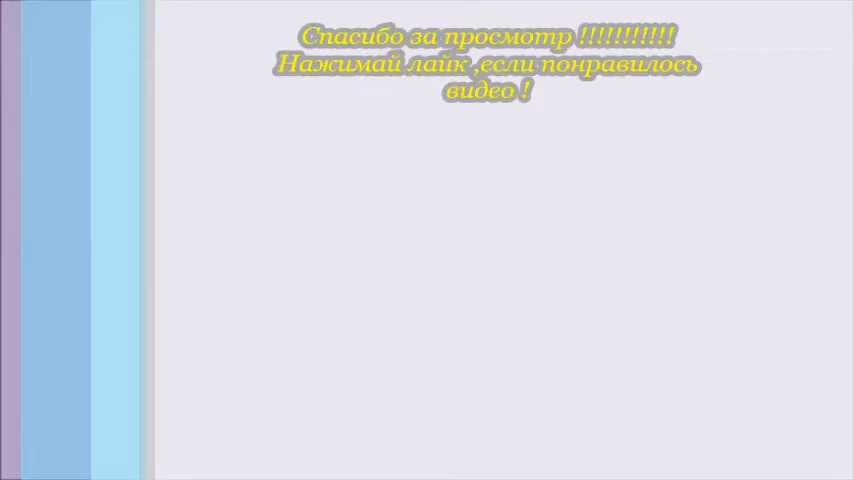 Спасибо за просмотр !!!!!!!!!!!
Нажимай лайк ,если понравилось
видео !